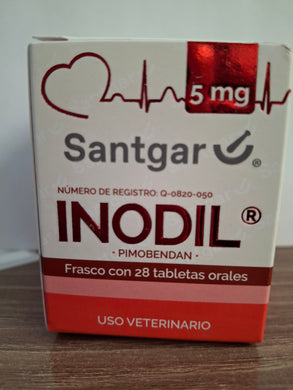 5 mg
Santgar®
NÚMERO DE REGISTRO: Q-0820-050
INODIL®
- PIMOBENDAN -
Frasco con 28 tabletas orales
USO VETERINARIO